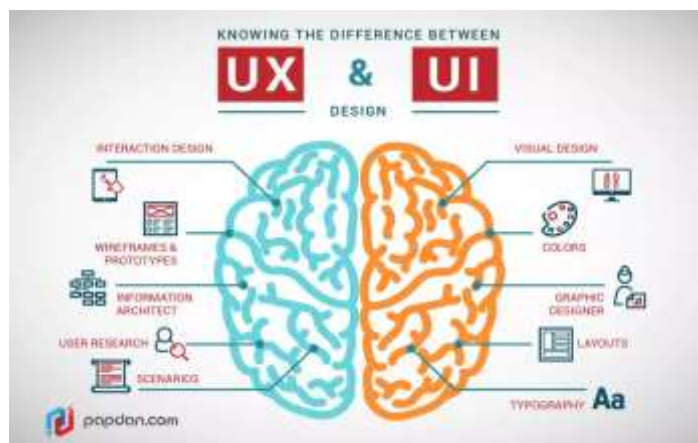 KNOWING THE DIFFERENCE BETWEEN
UX & UI
DESIGN
INTERACTION DESIGN
WIREFRAMES &
PROTOTYPES
INFORMATION
ARCHITECT
USER RESEARCH
SCENARIOS
VISUAL DESIGN
COLORS
GRAPHIC
DESIGNER
LAYOUTS
TYPOGRAPHY Aa
papdan.com